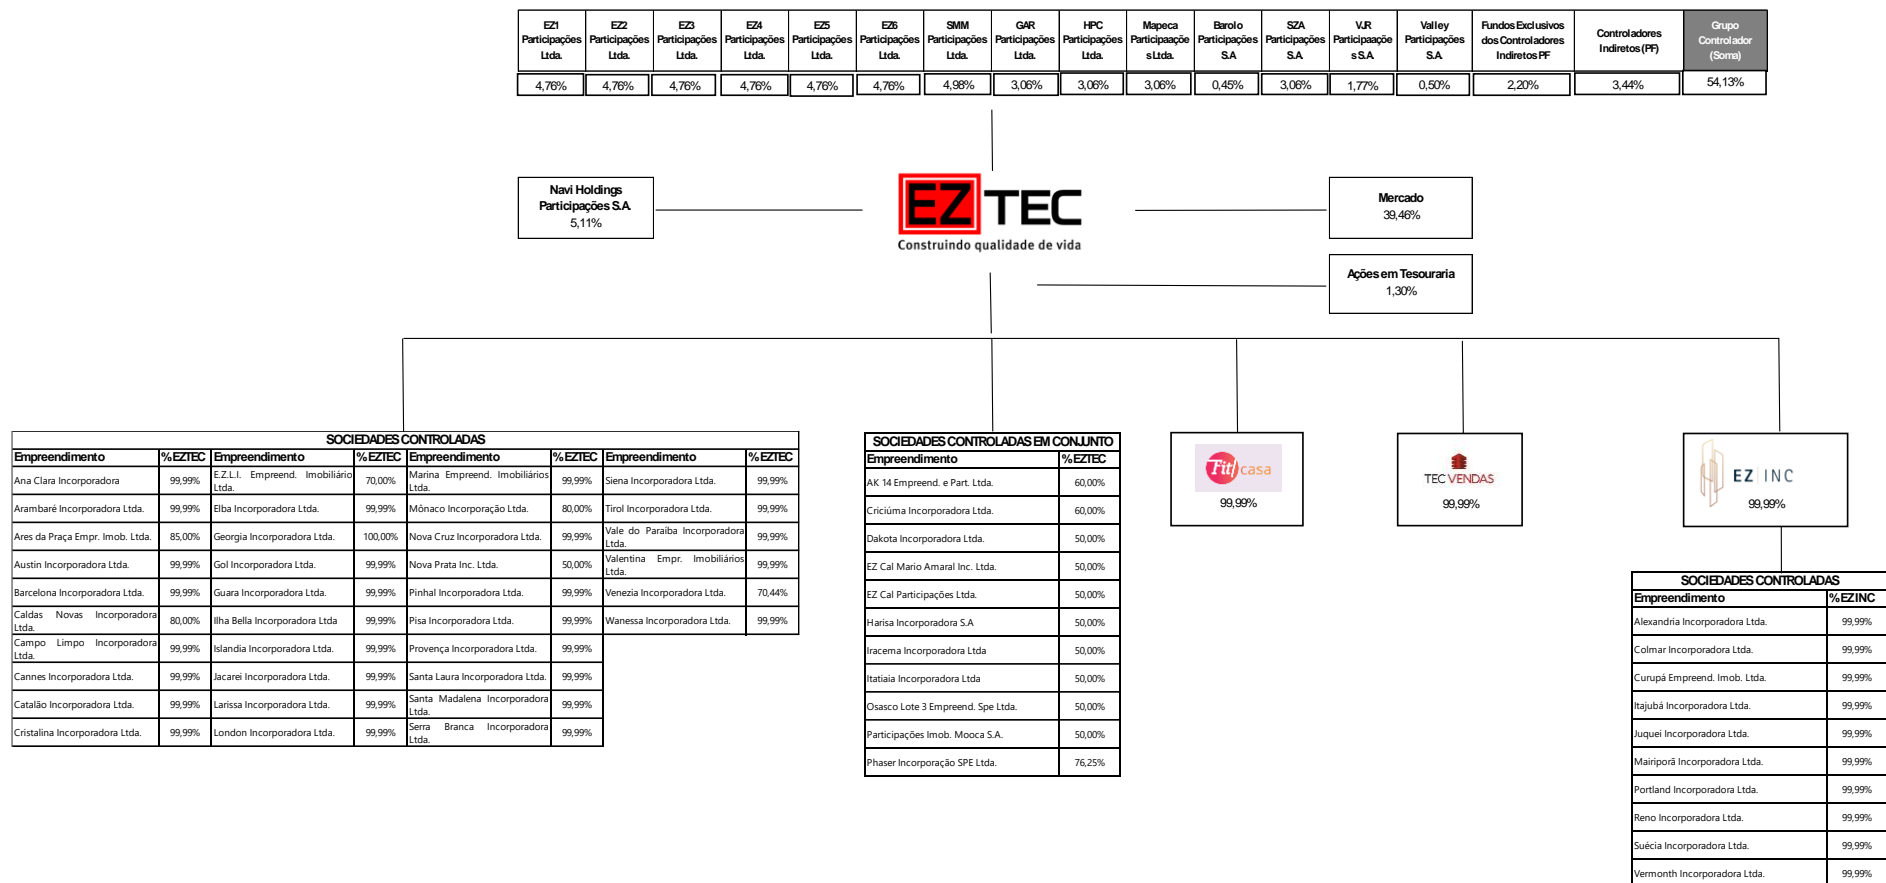 EZ1 Participações Ltda.
EZ2 Participações Ltda.
EZ3 Participações Ltda.
EZ4 Participações Ltda.
EZ5 Participações Ltda.
EZ6 Participações Ltda.
SMM Participações Ltda.
GAR Participações Ltda.
HPC Participações Ltda.
Mapeca Participaçõe s Ltda.
Barolo Participações S.A
SZA Participações S.A.
VJR Participaçõe s S.A.
Valley Participações S.A.
Fundos Exclusivos dos Controladores Indiretos PF
Controladores Indiretos (PF)
Grupo Controlador (Soma)
4,76% 4,76% 4,76% 4,76% 4,76% 4,76% 4,98% 3,06% 3,06% 3,06% 0,45% 3,06% 1,77% 0,50% 2,20% 3,44% 54,13%
Navi Holdings
Participações S.A.
5,11%
EZ TEC
Construindo qualidade de vida
Mercado
39,46%
Ações em Tesouraria
1,30%
SOCIEDADES CONTROLADAS
Empreendimento %EZTEC Empreendimento %EZTEC Empreendimento %EZTEC Empreendimento %EZTEC
Ana Clara Incorporadora 99,99% E.Z.L.I. Empreend. Imobiliário Ltda. 70,00% Marina Empreend. Imobiliários Ltda. 99,99% Siena Incorporadora Ltda. 99,99%
Arambaré Incorporadora Ltda. 99,99% Elba Incorporadora Ltda. 99,99% Mônaco Incorporação Ltda. 80,00% Tirol Incorporadora Ltda. 99,99%
Ares da Praça Empr. Imob. Ltda. 85,00% Georgia Incorporadora Ltda. 100,00% Nova Cruz Incorporadora Ltda. 99,99% Vale do Paraiba Incorporadora Ltda. 99,99%
Austin Incorporadora Ltda. 99,99% Gol Incorporadora Ltda. 99,99% Nova Prata Inc. Ltda. 50,00% Valentina Empr. Imobiliários Ltda. 99,99%
Barcelona Incorporadora Ltda. 99,99% Guara Incorporadora Ltda. 99,99% Pinhal Incorporadora Ltda. 99,99% Venezia Incorporadora Ltda. 70,44%
Caldas Novas Incorporadora Ltda. 80,00% Ilha Bella Incorporadora Ltda 99,99% Pisa Incorporadora Ltda. 99,99% Wanessa Incorporadora Ltda. 99,99%
Campo Limpo Incorporadora Ltda. 99,99% Islandia Incorporadora Ltda. 99,99% Provença Incorporadora Ltda. 99,99%
Cannes Incorporadora Ltda. 99,99% Jacarei Incorporadora Ltda. 99,99% Santa Laura Incorporadora Ltda. 99,99%
Catalão Incorporadora Ltda. 99,99% Larissa Incorporadora Ltda. 99,99% Santa Madalena Incorporadora Ltda. 99,99%
Cristalina Incorporadora Ltda. 99,99% London Incorporadora Ltda. 99,99% Serra Branca Incorporadora Ltda. 99,99%
SOCIEDADES CONTROLADAS EM CONJUNTO
Empreendimento %EZTEC
AK 14 Empreend. e Part. Ltda. 60,00%
Criciúma Incorporadora Ltda. 60,00%
Dakota Incorporadora Ltda. 50,00%
EZ Cal Mario Amaral Inc. Ltda. 50,00%
EZ Cal Participações Ltda. 50,00%
Harisa Incorporadora S.A 50,00%
Iracema Incorporadora Ltda 50,00%
Itatiaia Incorporadora Ltda 50,00%
Osasco Lote 3 Empreend. Spe Ltda. 50,00%
Participações Imob. Mooca S.A. 50,00%
Phaser Incorporação SPE Ltda. 76,25%
Fit casa
99,99%
TEC VENDAS
99,99%
EZ INC
99,99%
SOCIEDADES CONTROLADAS
Empreendimento %EZINC
Alexandria Incorporadora Ltda. 99,99%
Colmar Incorporadora Ltda. 99,99%
Curupá Empreend. Imob. Ltda. 99,99%
Itajubá Incorporadora Ltda. 99,99%
Juquei Incorporadora Ltda. 99,99%
Mairiporã Incorporadora Ltda. 99,99%
Portland Incorporadora Ltda. 99,99%
Reno Incorporadora Ltda. 99,99%
Suécia Incorporadora Ltda. 99,99%
Vermonth Incorporadora Ltda. 99,99%